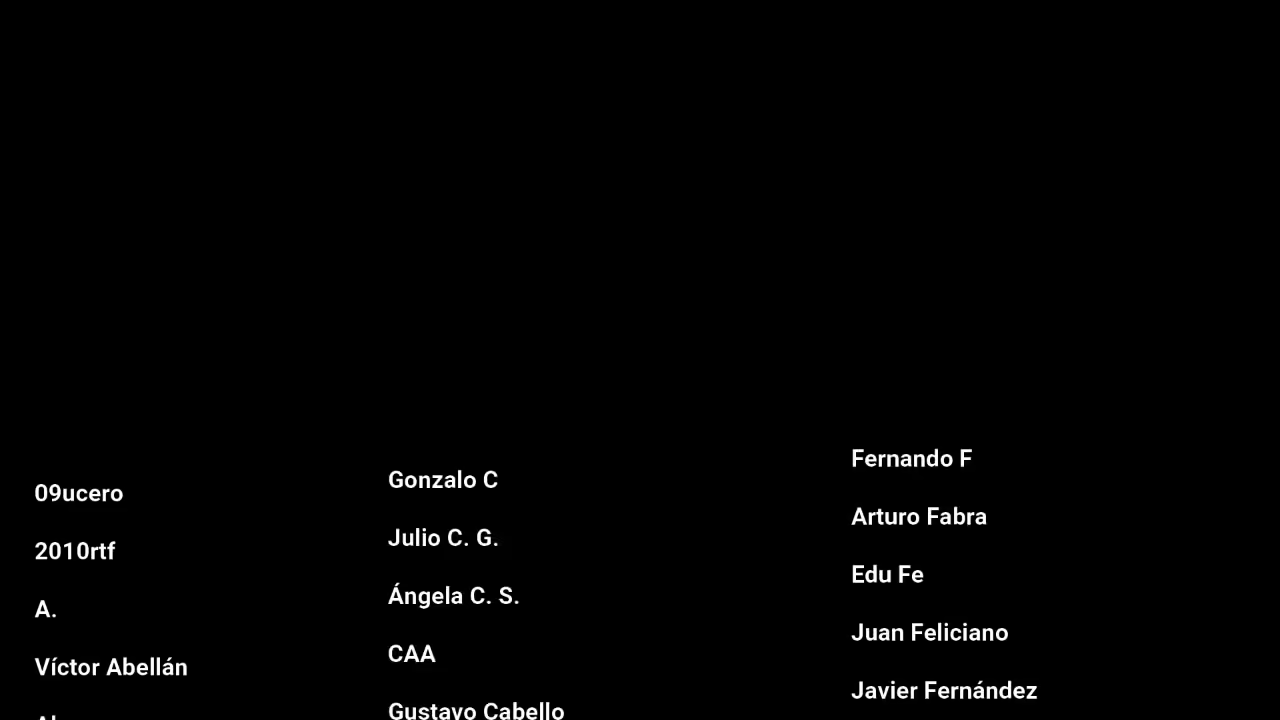 09ucero
2010rtf
A.
Víctor Abellán
Gonzalo C
Julio C. G.
Ángela C. S.
CAA
Gustavo Cabello
Fernando F
Arturo Fabra
Edu Fe
Juan Feliciano
Javier Fernández